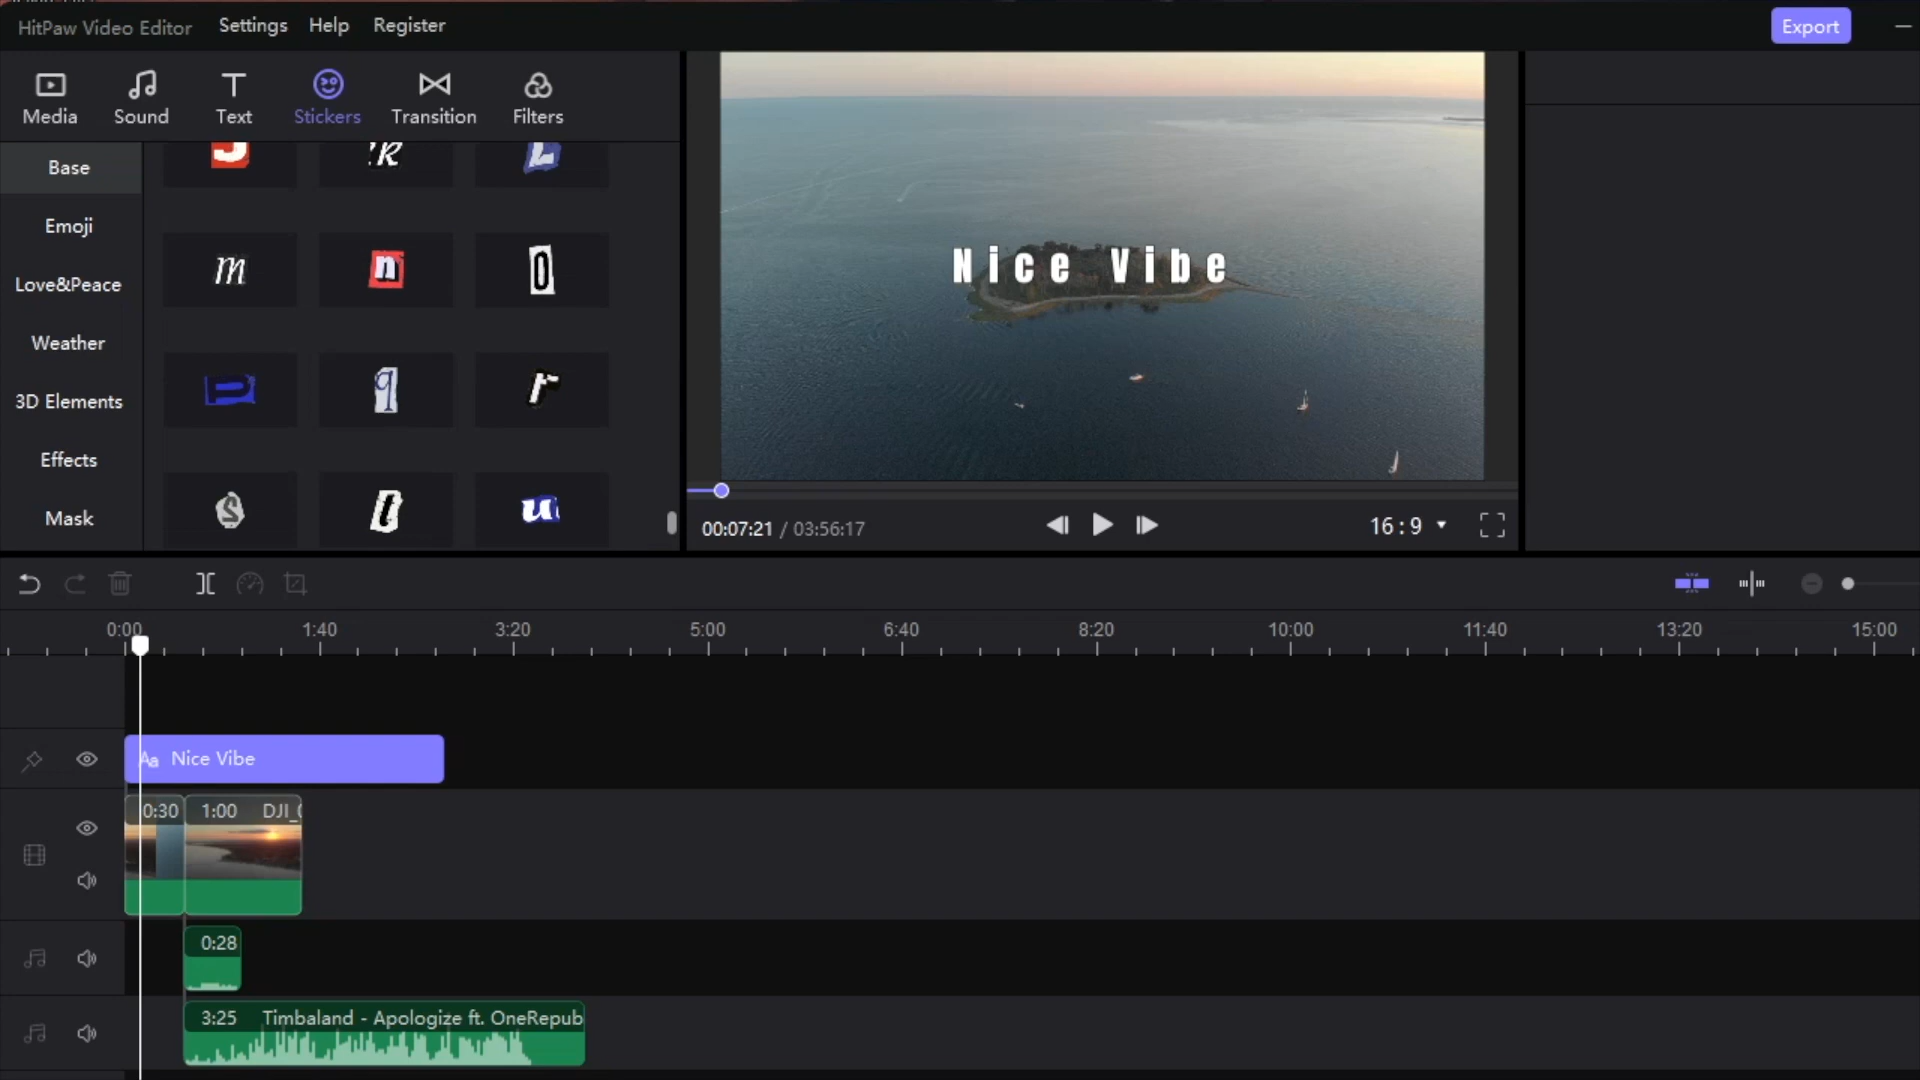 HitPaw Video Editor Settings Help Register Export
Media Sound Text Stickers Transition Filters
Base
Emoji
Love&Peace
Weather
3D Elements
Effects
Mask
k L
m n o
p q r
s t u
Nice Vibe
00:07:21 / 03:56:17 16:9
0:00 1:40 3:20 5:00 6:40 8:20 10:00 11:40 13:20 15:00
Aa Nice Vibe
0:30 1:00 DJI_
0:28
3:25 Timbaland - Apologize ft. OneRepub